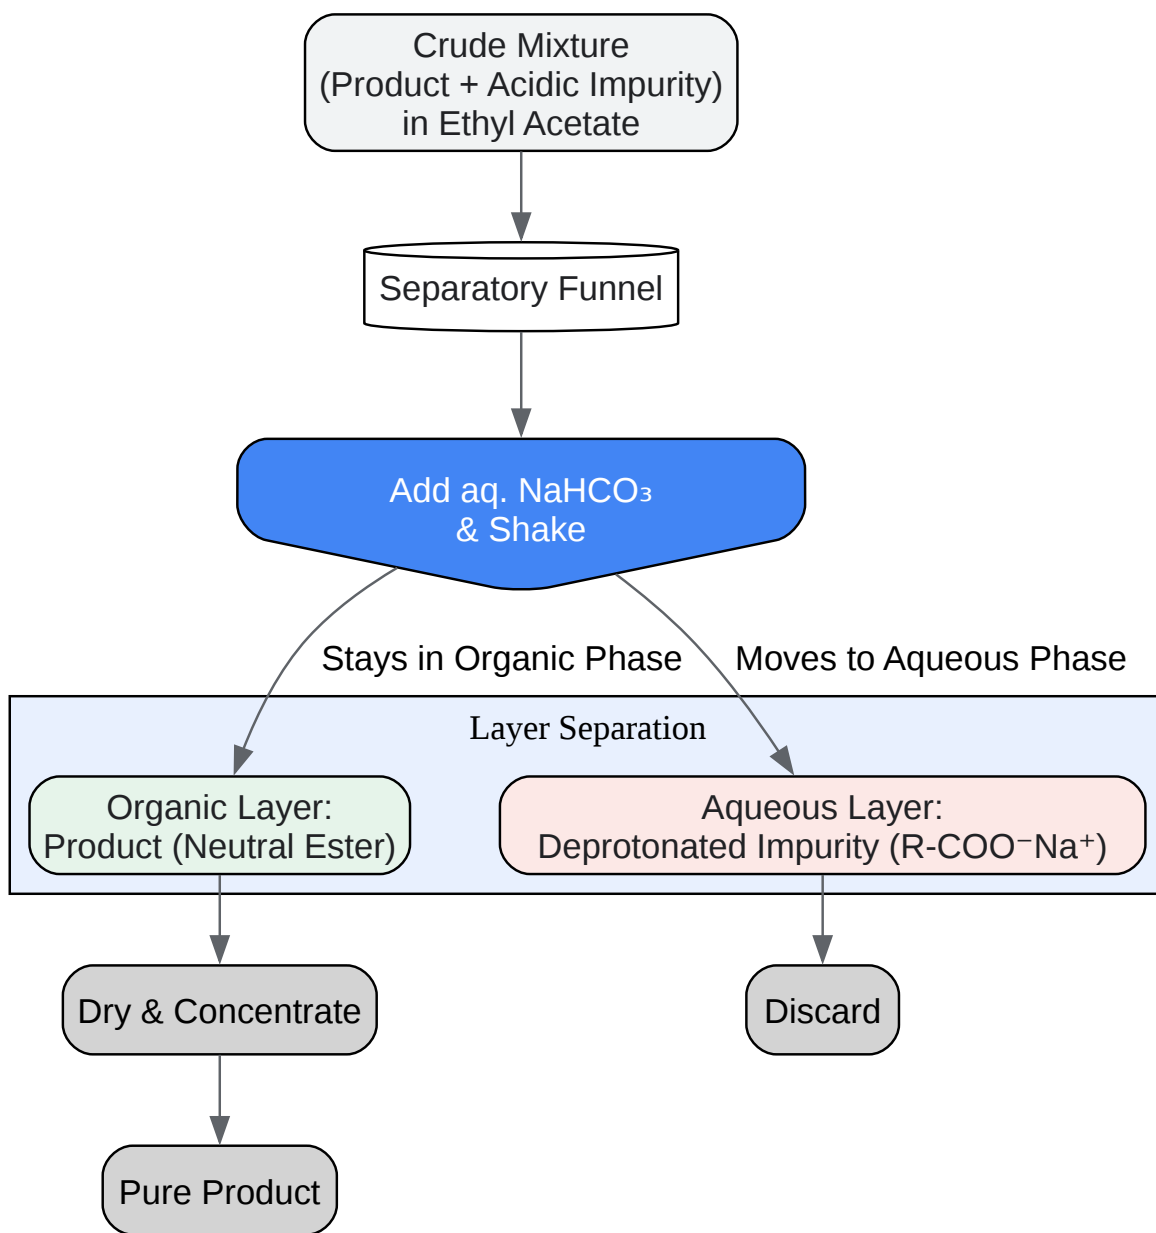 Crude Mixture
(Product + Acidic Impurity)
in Ethyl Acetate
Separatory Funnel
Add aq. NaHCO₃
& Shake
Stays in Organic Phase
Moves to Aqueous Phase
Layer Separation
Organic Layer:
Product (Neutral Ester)
Aqueous Layer:
Deprotonated Impurity (R-COO⁻Na⁺)
Dry & Concentrate
Discard
Pure Product